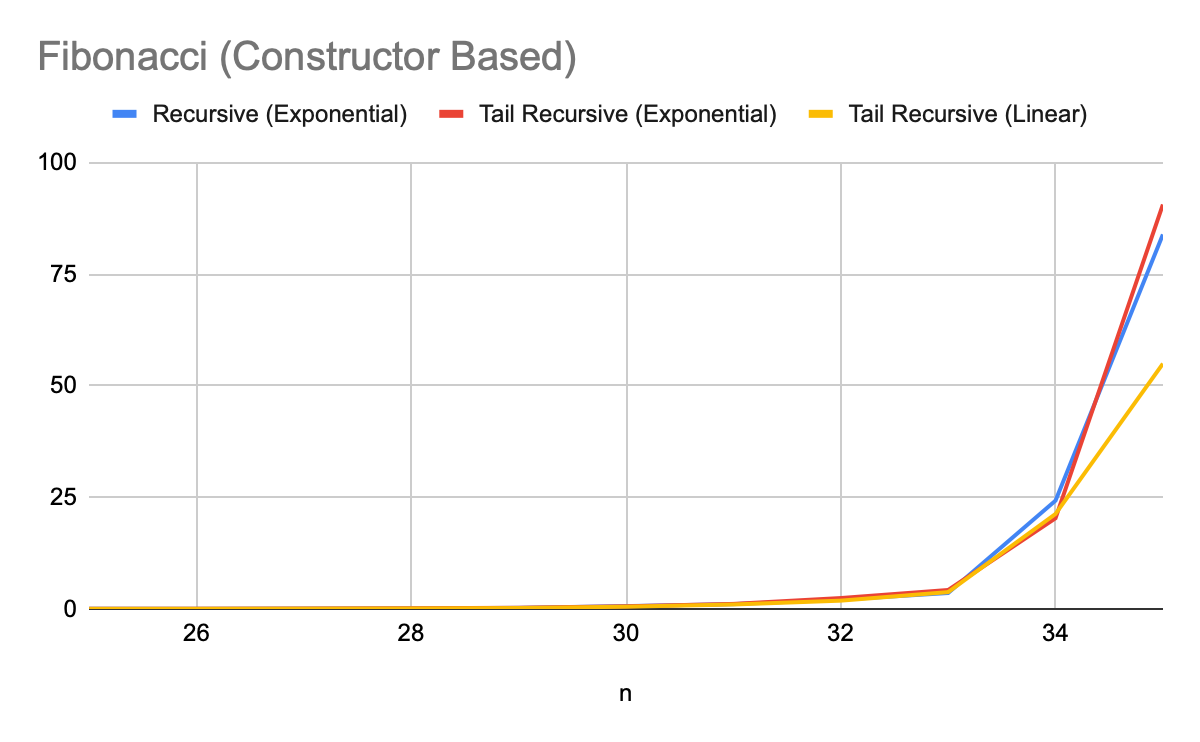 Fibonacci (Constructor Based)
Recursive (Exponential) Tail Recursive (Exponential) Tail Recursive (Linear)
100
75
50
25
0
26 28 30 32 34
n